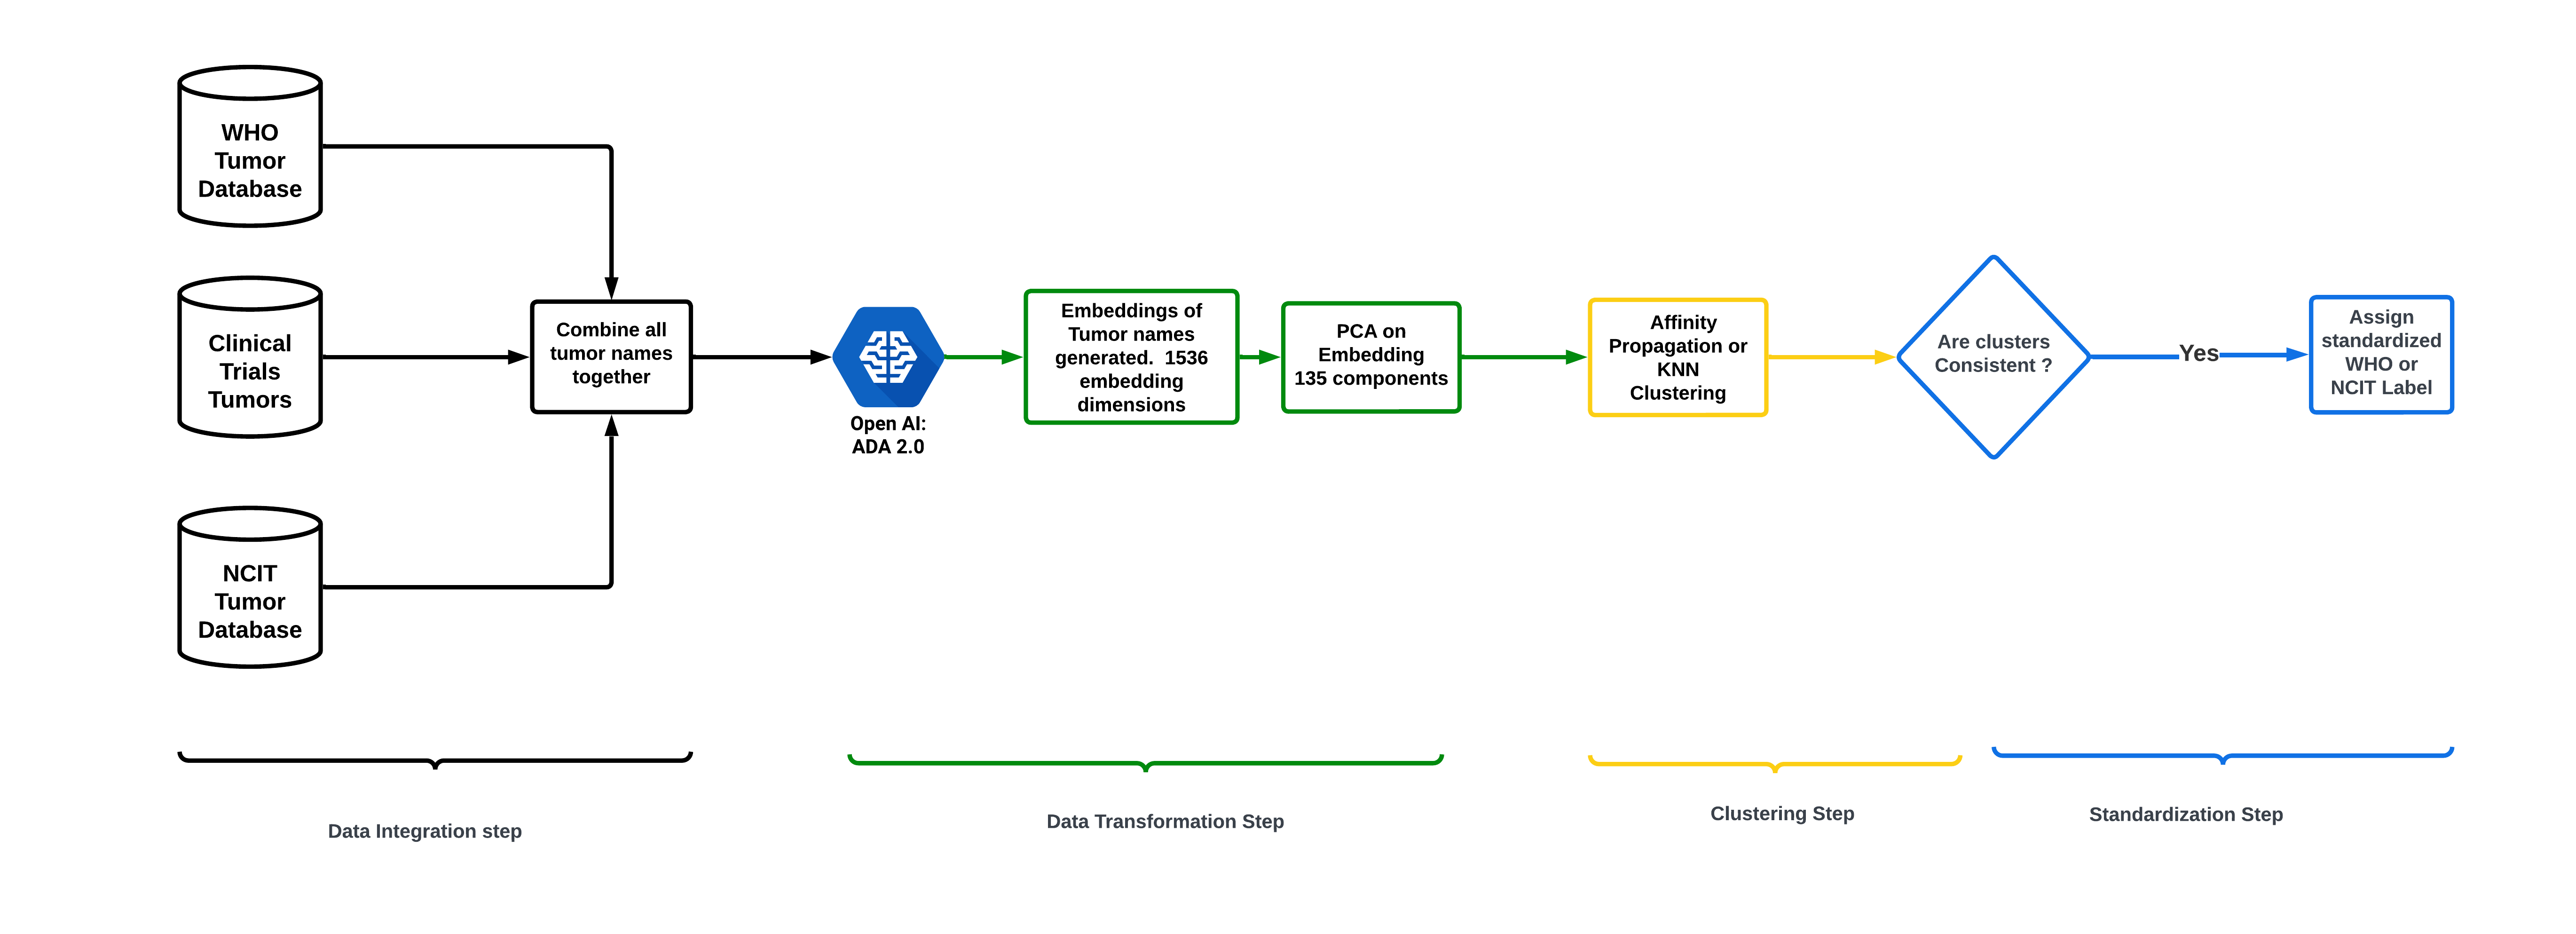 WHO
Tumor
Database
Clinical
Trials
Tumors
NCIT
Tumor
Database
Combine all
tumor names
together
Open AI:
ADA 2.0
Embeddings of
Tumor names
generated.  1536
embedding
dimensions
PCA on
Embedding
135 components
Affinity
Propagation or
KNN
Clustering
Are clusters
Consistent ?
Yes
Assign
standardized
WHO or
NCIT Label
Data Integration step
Data Transformation Step
Clustering Step
Standardization Step